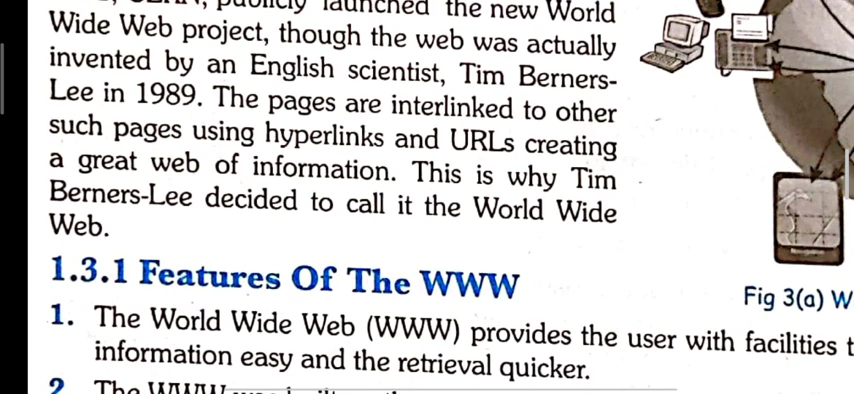 publicly launched the new World
Wide Web project, though the web was actually
invented by an English scientist, Tim Berners-
Lee in 1989. The pages are interlinked to other
such pages using hyperlinks and URLs creating
a great web of information. This is why Tim
Berners-Lee decided to call it the World Wide
Web.
1.3.1 Features Of The WWW
Fig 3(a) W
1. The World Wide Web (WWW) provides the user with facilities t
information easy and the retrieval quicker.
2 The WWW